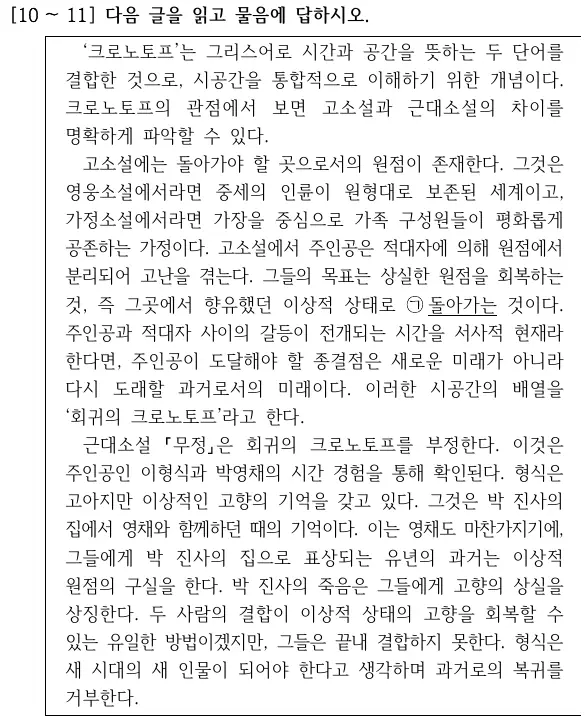 [10 ~ 11] 다음 글을 읽고 물음에 답하시오.
‘크로노토프’는 그리스어로 시간과 공간을 뜻하는 두 단어를
결합한 것으로, 시공간을 통합적으로 이해하기 위한 개념이다.
크로노토프의 관점에서 보면 고소설과 근대소설의 차이를
명확하게 파악할 수 있다.
고소설에는 돌아가야 할 곳으로서의 원점이 존재한다. 그것은
영웅소설에서라면 중세의 인륜이 원형대로 보존된 세계이고,
가정소설에서라면 가장을 중심으로 가족 구성원들이 평화롭게
공존하는 가정이다. 고소설에서 주인공은 적대자에 의해 원점에서
분리되어 고난을 겪는다. 그들의 목표는 상실한 원점을 회복하는
것, 즉 그곳에서 향유했던 이상적 상태로 ㉠돌아가는 것이다.
주인공과 적대자 사이의 갈등이 전개되는 시간을 서사적 현재라
한다면, 주인공이 도달해야 할 종결점은 새로운 미래가 아니라
다시 도래할 과거로서의 미래이다. 이러한 시공간의 배열을
‘회귀의 크로노토프’라고 한다.
근대소설 「무정」은 회귀의 크로노토프를 부정한다. 이것은
주인공인 이형식과 박영채의 시간 경험을 통해 확인된다. 형식은
고아지만 이상적인 고향의 기억을 갖고 있다. 그것은 박 진사의
집에서 영채와 함께하던 때의 기억이다. 이는 영채도 마찬가지기에,
그들에게 박 진사의 집으로 표상되는 유년의 과거는 이상적
원점의 구실을 한다. 박 진사의 죽음은 그들에게 고향의 상실을
상징한다. 두 사람의 결합이 이상적 상태의 고향을 회복할 수
있는 유일한 방법이겠지만, 그들은 끝내 결합하지 못한다. 형식은
새 시대의 새 인물이 되어야 한다고 생각하며 과거로의 복귀를
거부한다.